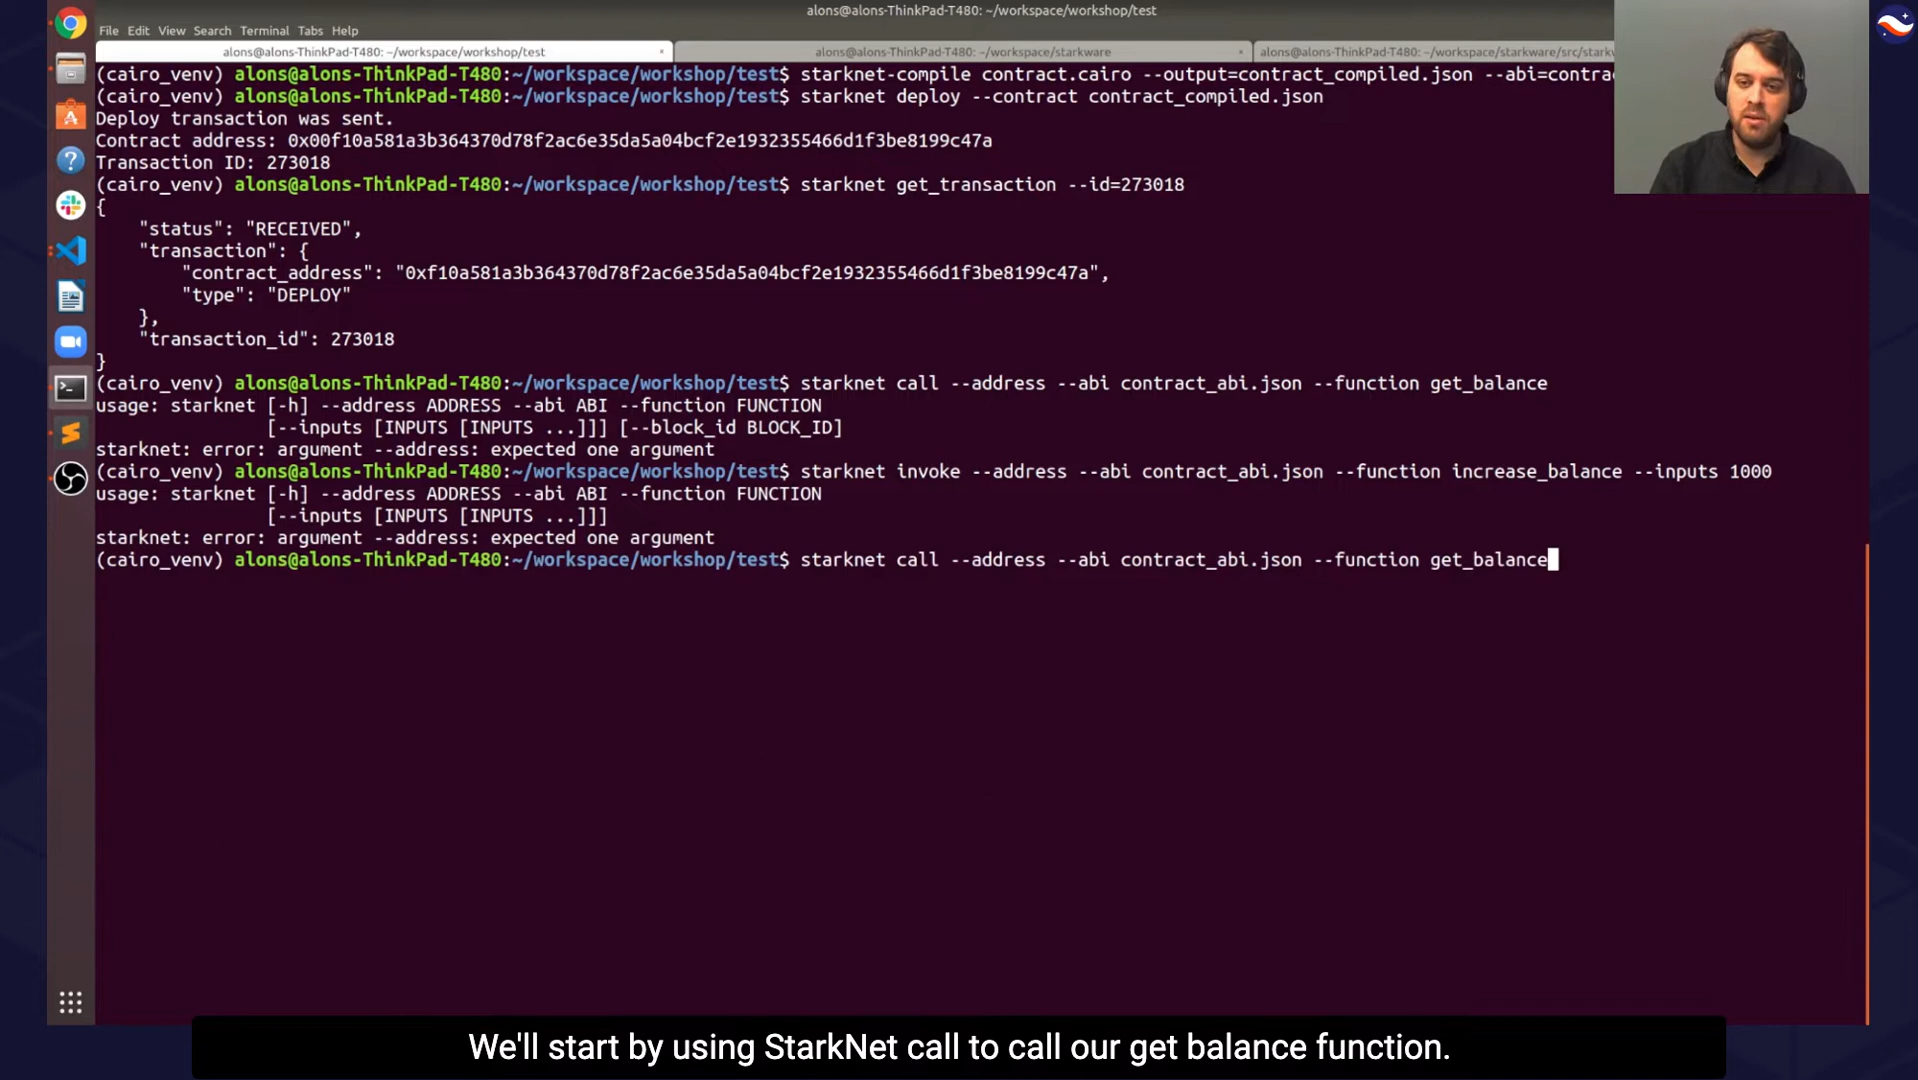 alons@alons-ThinkPad-T480: ~/workspace/workshop/test
File Edit View Search Terminal Tabs Help
alons@alons-ThinkPad-T480: ~/workspace/workshop/test × alons@alons-ThinkPad-T480: ~/workspace/starkware × alons@alons-ThinkPad-T480: ~/workspace/starkware/src/starkw
(cairo_venv) alons@alons-ThinkPad-T480:~/workspace/workshop/test$ starknet-compile contract.cairo --output=contract_compiled.json --abi=contrac
(cairo_venv) alons@alons-ThinkPad-T480:~/workspace/workshop/test$ starknet deploy --contract contract_compiled.json
Deploy transaction was sent.
Contract address: 0x00f10a581a3b364370d78f2ac6e35da5a04bcf2e1932355466d1f3be8199c47a
Transaction ID: 273018
(cairo_venv) alons@alons-ThinkPad-T480:~/workspace/workshop/test$ starknet get_transaction --id=273018
{
    "status": "RECEIVED",
    "transaction": {
        "contract_address": "0xf10a581a3b364370d78f2ac6e35da5a04bcf2e1932355466d1f3be8199c47a",
        "type": "DEPLOY"
    },
    "transaction_id": 273018
}
(cairo_venv) alons@alons-ThinkPad-T480:~/workspace/workshop/test$ starknet call --address --abi contract_abi.json --function get_balance
usage: starknet [-h] --address ADDRESS --abi ABI --function FUNCTION
                [--inputs [INPUTS [INPUTS ...]]] [--block_id BLOCK_ID]
starknet: error: argument --address: expected one argument
(cairo_venv) alons@alons-ThinkPad-T480:~/workspace/workshop/test$ starknet invoke --address --abi contract_abi.json --function increase_balance --inputs 1000
usage: starknet [-h] --address ADDRESS --abi ABI --function FUNCTION
                [--inputs [INPUTS [INPUTS ...]]]
starknet: error: argument --address: expected one argument
(cairo_venv) alons@alons-ThinkPad-T480:~/workspace/workshop/test$ starknet call --address --abi contract_abi.json --function get_balance
We'll start by using StarkNet call to call our get balance function.